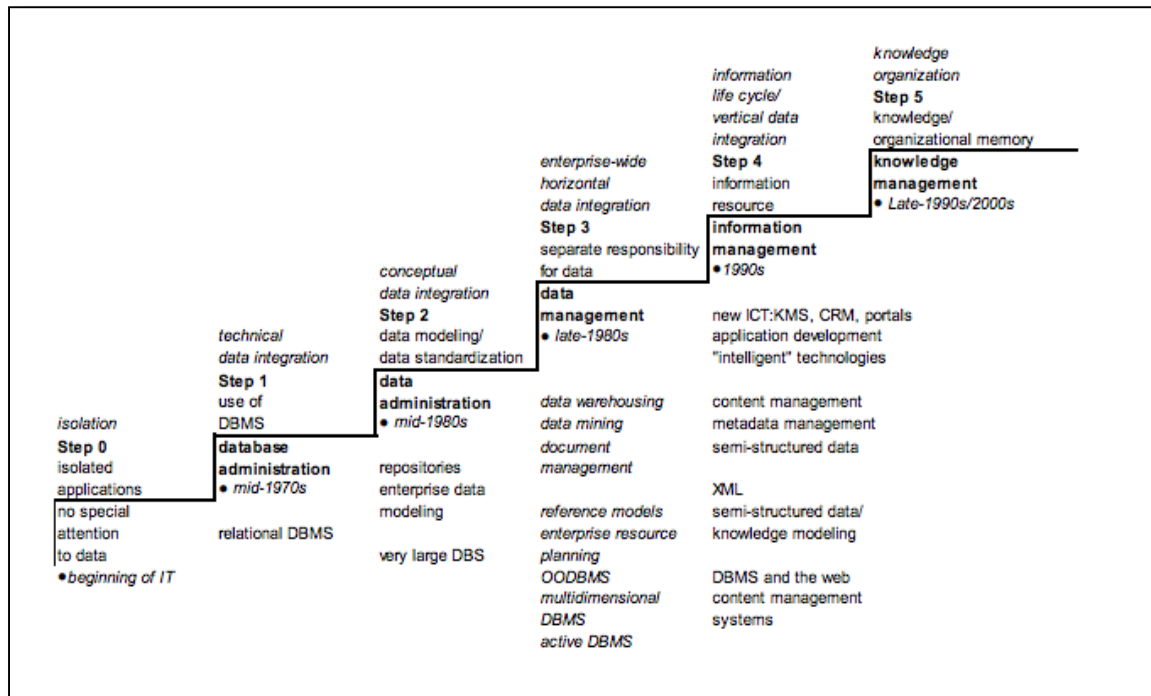 isolation
Step 0
isolated
applications
no special
attention
to data
●beginning of IT
technical
data integration
Step 1
use of
DBMS
database
administration
● mid-1970s
relational DBMS
conceptual
data integration
Step 2
data modeling/
data standardization
data
administration
● mid-1980s
repositories
enterprise data
modeling
very large DBS
enterprise-wide
horizontal
data integration
Step 3
separate responsibility
for data
data
management
● late-1980s
data warehousing
data mining
document
management
reference models
enterprise resource
planning
OODBMS
multidimensional
DBMS
active DBMS
information
life cycle/
vertical data
integration
Step 4
information
resource
information
management
●1990s
new ICT:KMS, CRM, portals
application development
"intelligent" technologies
content management
metadata management
semi-structured data
XML
semi-structured data/
knowledge modeling
DBMS and the web
content management
systems
knowledge
organization
Step 5
knowledge/
organizational memory
knowledge
management
● Late-1990s/2000s